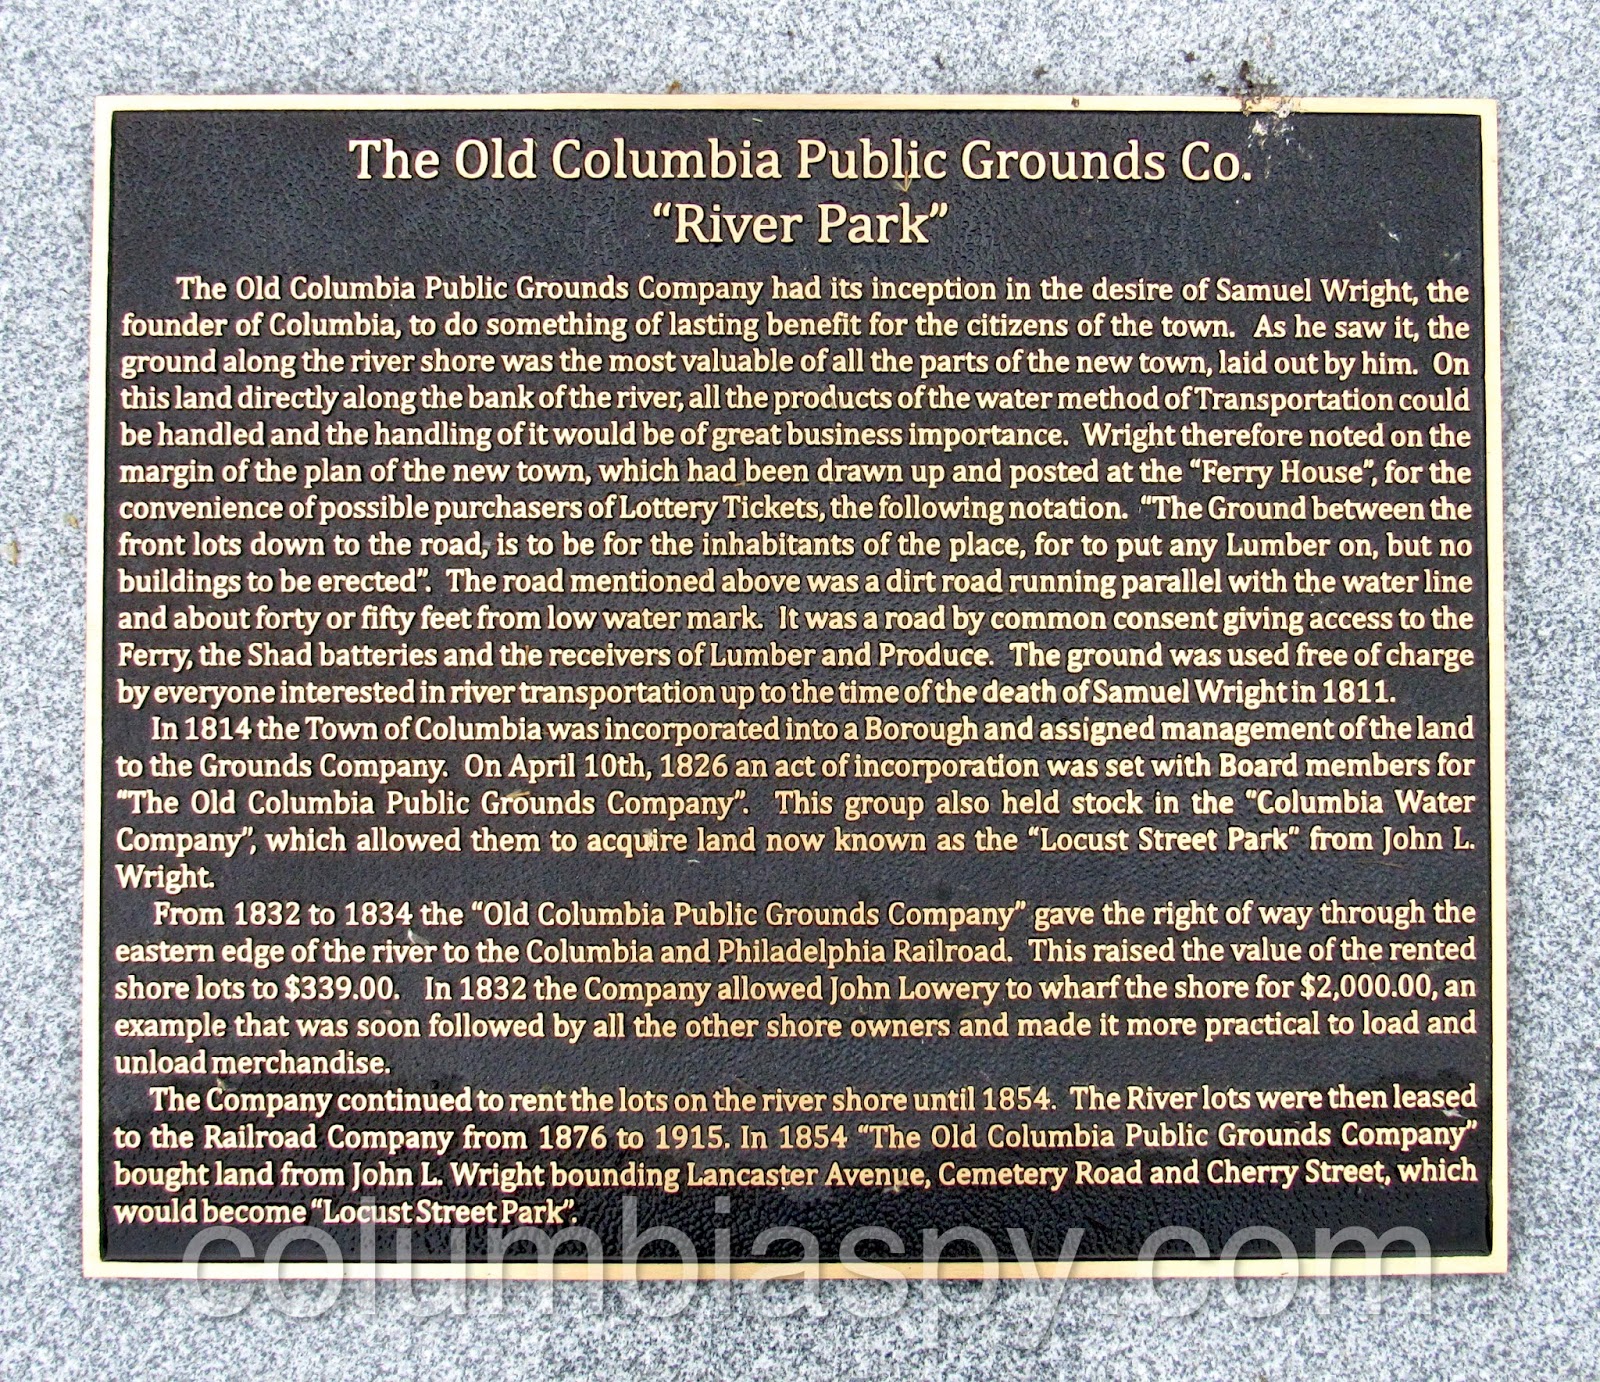 The Old Columbia Public Grounds Co.
“River Park”
The Old Columbia Public Grounds Company had its inception in the desire of Samuel Wright, the
founder of Columbia, to do something of lasting benefit for the citizens of the town. As he saw it, the
ground along the river shore was the most valuable of all the parts of the new town, laid out by him. On
this land directly along the bank of the river, all the products of the water method of Transportation could
be handled and the handling of it would be of great business importance. Wright therefore noted on the
margin of the plan of the new town, which had been drawn up and posted at the “Ferry House”, for the
convenience of possible purchasers of Lottery Tickets, the following notation. “The Ground between the
front lots down to the road, is to be for the inhabitants of the place, for to put any Lumber on, but no
buildings to be erected”. The road mentioned above was a dirt road running parallel with the water line
and about forty or fifty feet from low water mark. It was a road by common consent giving access to the
Ferry, the Shad batteries and the receivers of Lumber and Produce. The ground was used free of charge
by everyone interested in river transportation up to the time of the death of Samuel Wright in 1811.
In 1814 the Town of Columbia was incorporated into a Borough and assigned management of the land
to the Grounds Company. On April 10th, 1826 an act of incorporation was set with Board members for
“The Old Columbia Public Grounds Company”. This group also held stock in the “Columbia Water
Company”, which allowed them to acquire land now known as the “Locust Street Park” from John L.
Wright.
From 1832 to 1834 the “Old Columbia Public Grounds Company” gave the right of way through the
eastern edge of the river to the Columbia and Philadelphia Railroad. This raised the value of the rented
shore lots to $339.00. In 1832 the Company allowed John Lowery to wharf the shore for $2,000.00, an
example that was soon followed by all the other shore owners and made it more practical to load and
unload merchandise.
The Company continued to rent the lots on the river shore until 1854. The River lots were then leased
to the Railroad Company from 1876 to 1915. In 1854 “The Old Columbia Public Grounds Company”
bought land from John L. Wright bounding Lancaster Avenue, Cemetery Road and Cherry Street, which
would become “Locust Street Park”.
columbiaspy.com